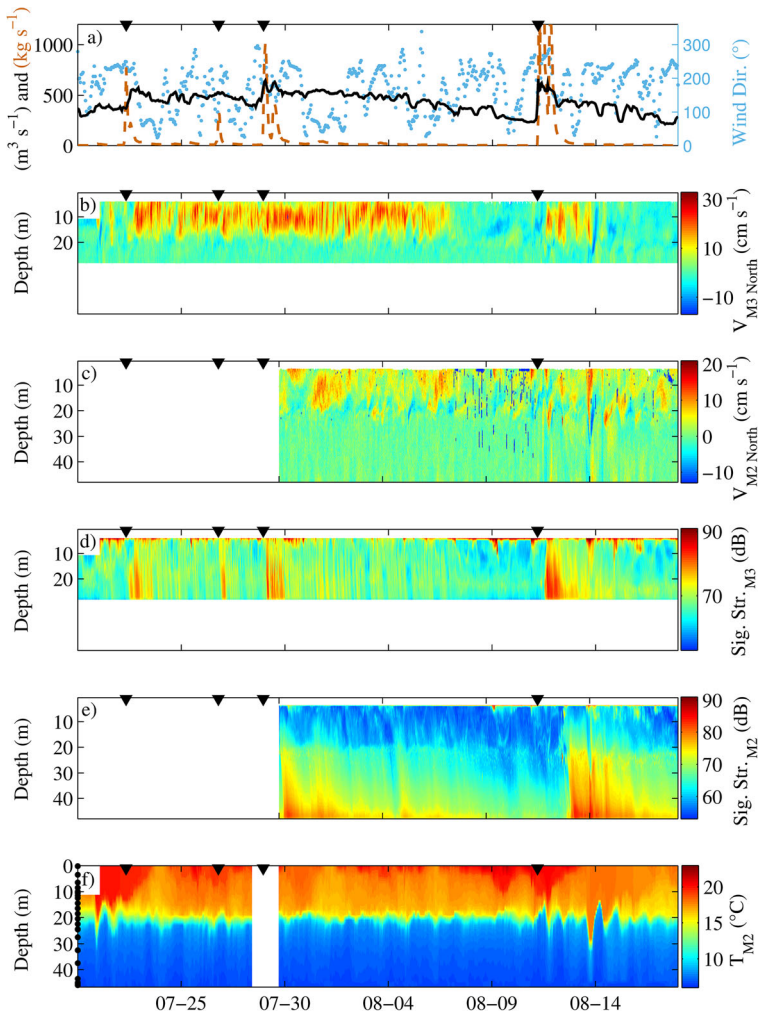 a)
1000
500
0
(m³ s⁻¹) and (kg s⁻¹)
300
200
100
0
Wind Dir. (°)
b)
10
20
Depth (m)
30
10
−10
V_M3 North (cm s⁻¹)
c)
10
20
30
40
Depth (m)
20
10
0
−10
V_M2 North (cm s⁻¹)
d)
10
20
Depth (m)
90
70
Sig. Str._M3 (dB)
e)
10
20
30
40
Depth (m)
90
80
70
60
Sig. Str._M2 (dB)
f)
0
10
20
30
40
Depth (m)
20
15
10
T_M2 (°C)
07−25
07−30
08−04
08−09
08−14